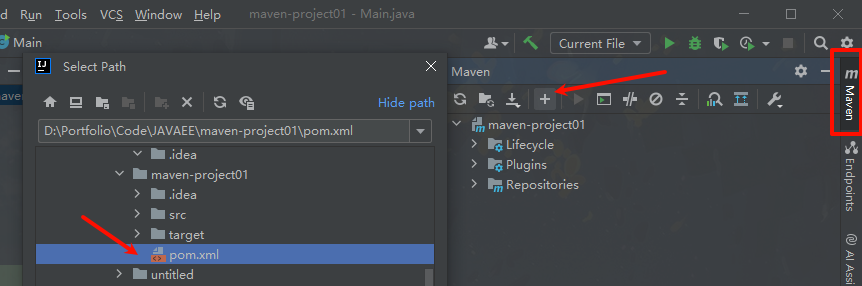 Run Tools VCS Window Help maven-project01 - Main.java
Main Current File
Select Path
Maven
Hide path
D:\Portfolio\Code\JAVAEE\maven-project01\pom.xml
.idea
maven-project01
.idea
src
target
pom.xml
untitled
maven-project01
Lifecycle
Plugins
Repositories
m Maven
Endpoints